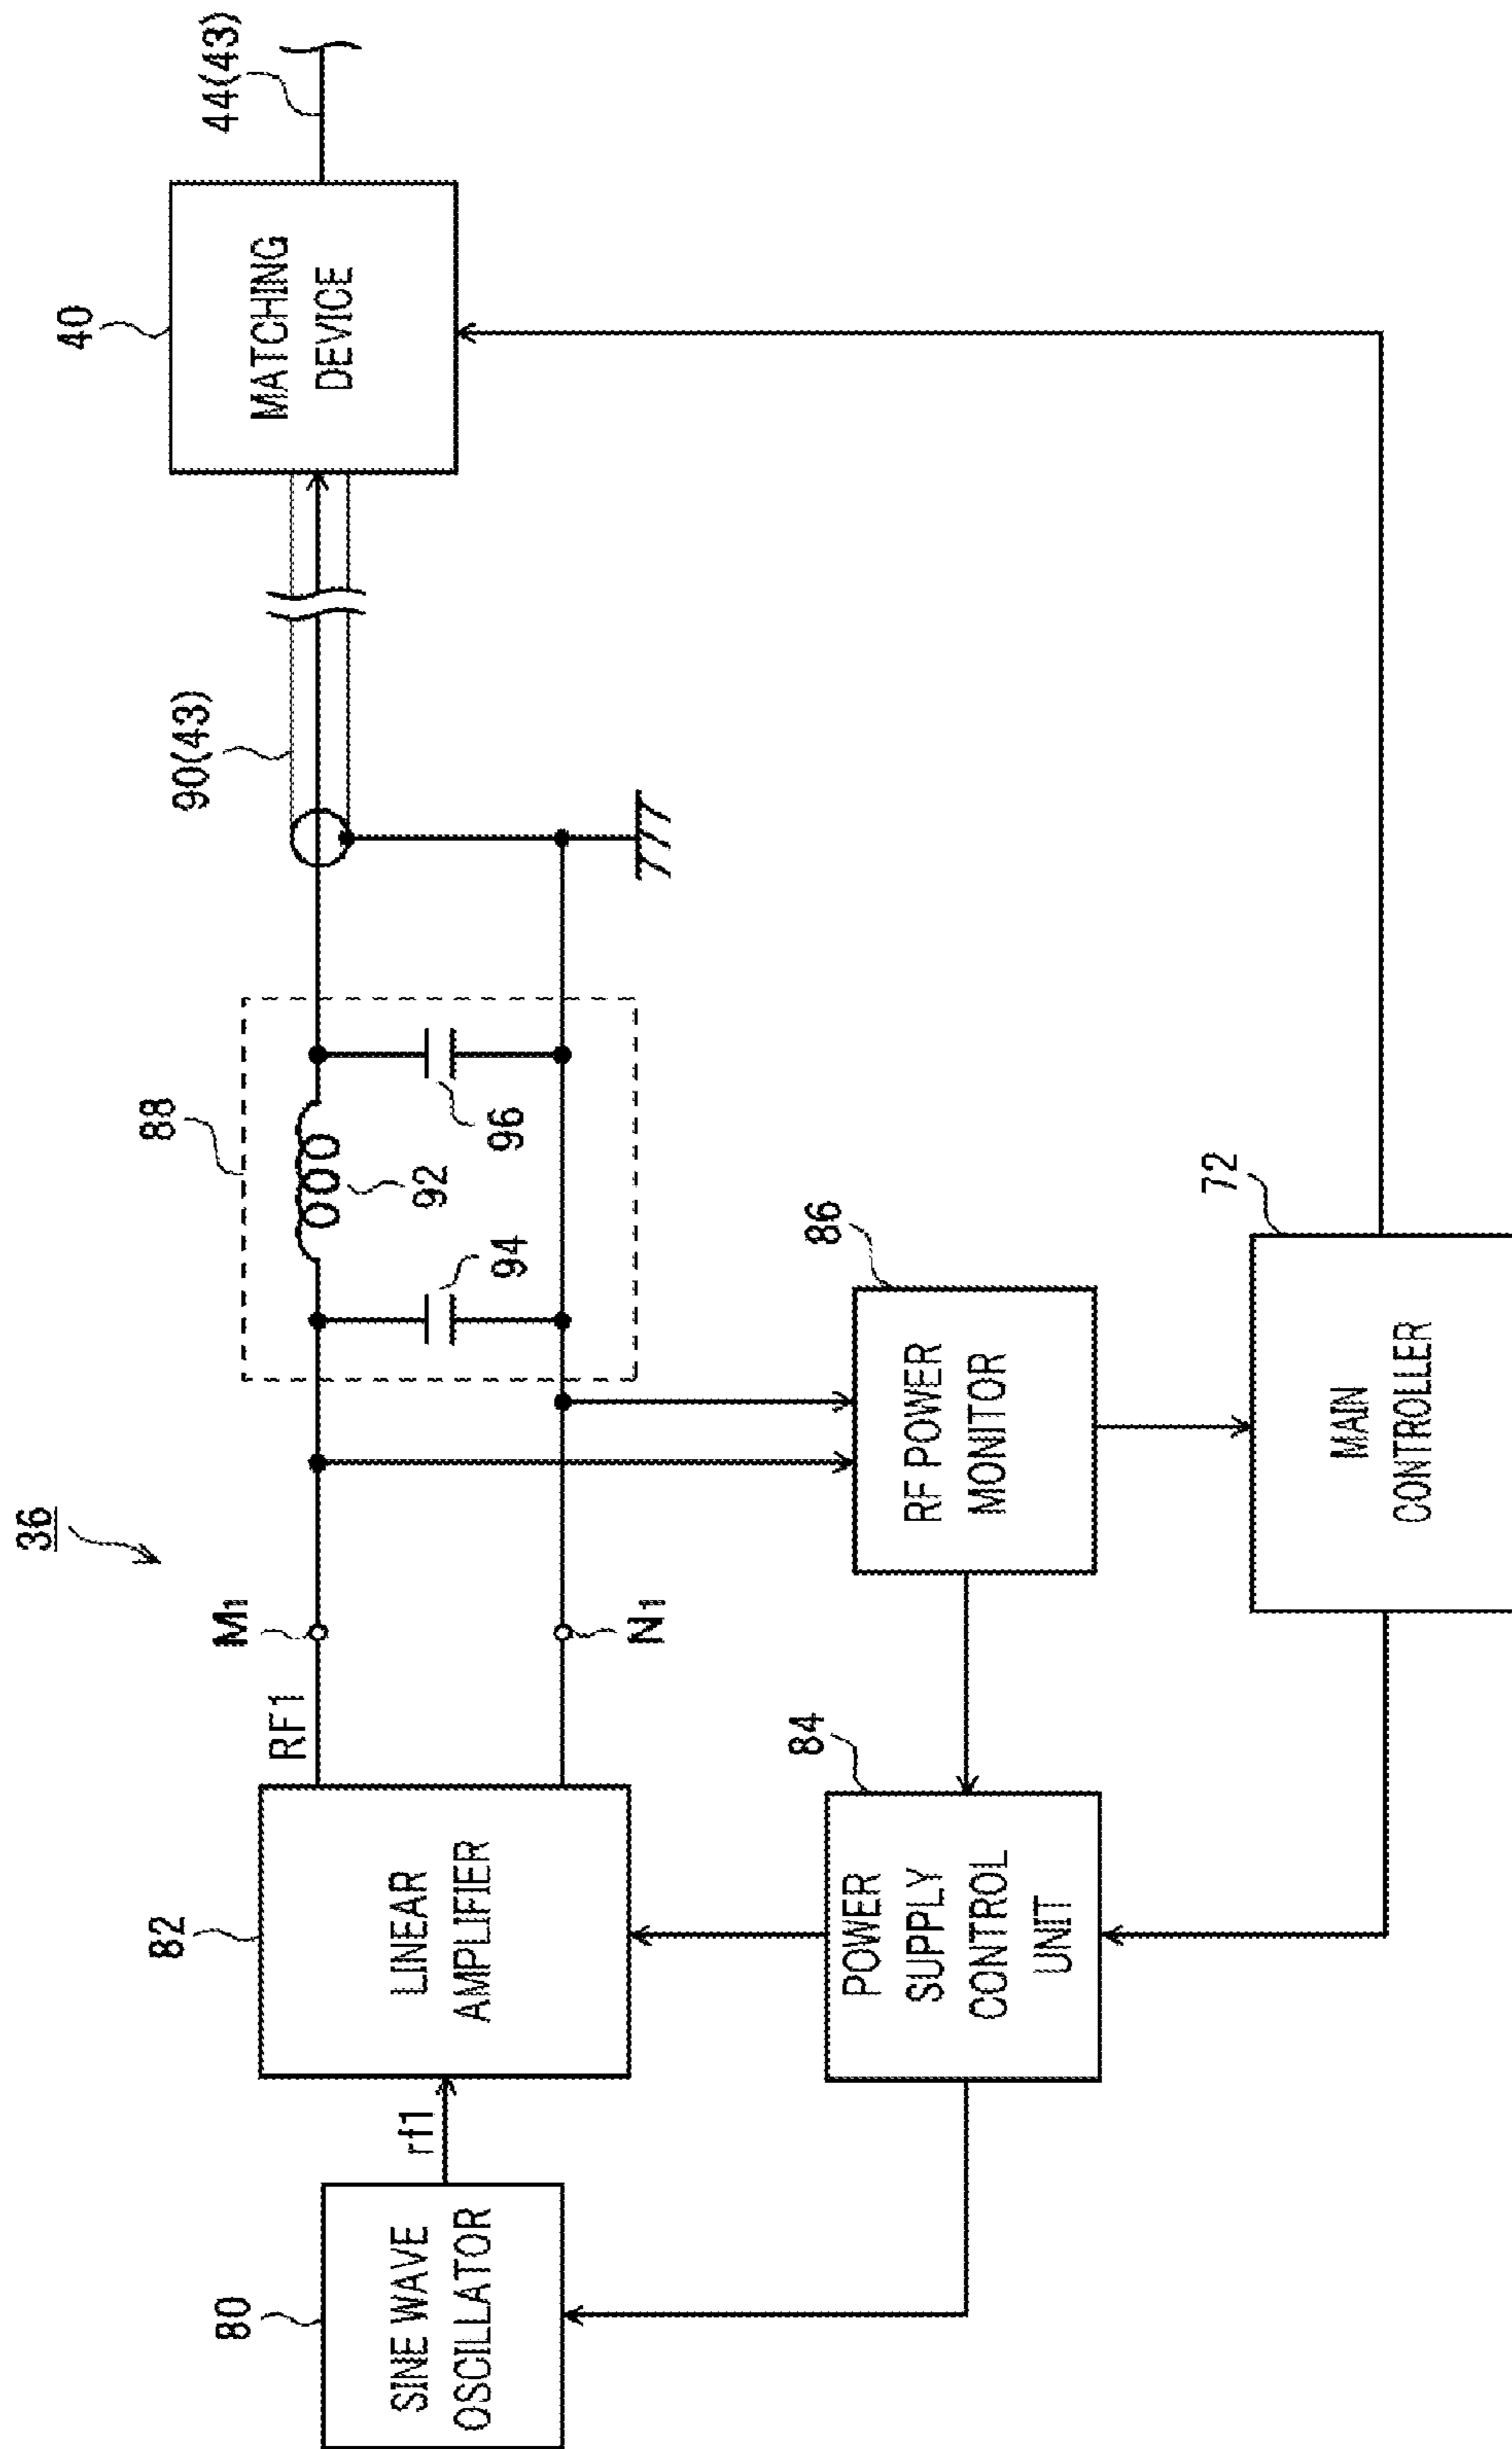 36
SINE WAVE
OSCILLATOR
80
rf1
LINEAR
AMPLIFIER
82
RF1
M1
N1
88
92
94
96
90(43)
MATCHING
DEVICE
40
44(43)
POWER
SUPPLY
CONTROL
UNIT
84
RF POWER
MONITOR
86
MAIN
CONTROLLER
72